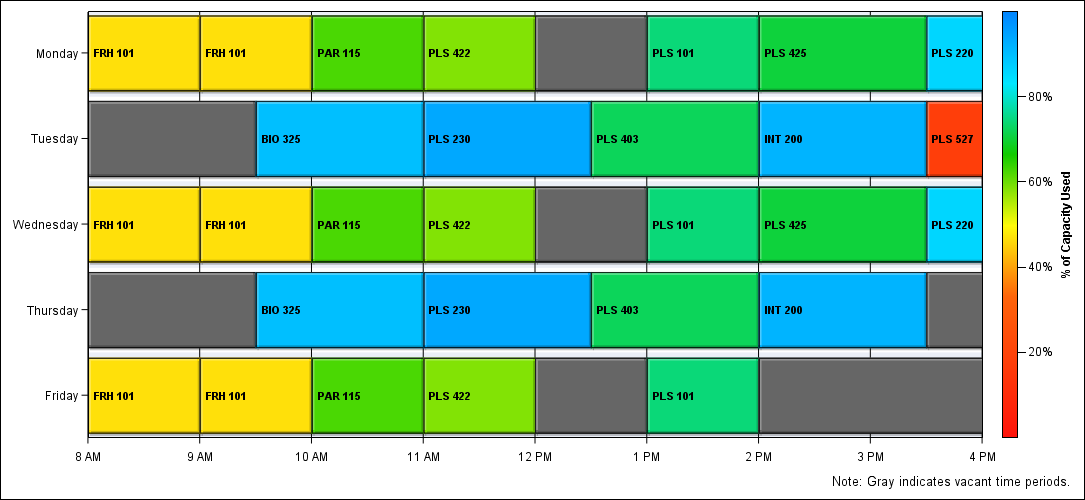 Monday FRH 101 FRH 101 PAR 115 PLS 422 PLS 101 PLS 425 PLS 220
80%
Tuesday BIO 325 PLS 230 PLS 403 INT 200 PLS 527
60%
Wednesday FRH 101 FRH 101 PAR 115 PLS 422 PLS 101 PLS 425 PLS 220
% of Capacity Used
40%
Thursday BIO 325 PLS 230 PLS 403 INT 200
20%
Friday FRH 101 FRH 101 PAR 115 PLS 422 PLS 101
8 AM 9 AM 10 AM 11 AM 12 PM 1 PM 2 PM 3 PM 4 PM
Note: Gray indicates vacant time periods.